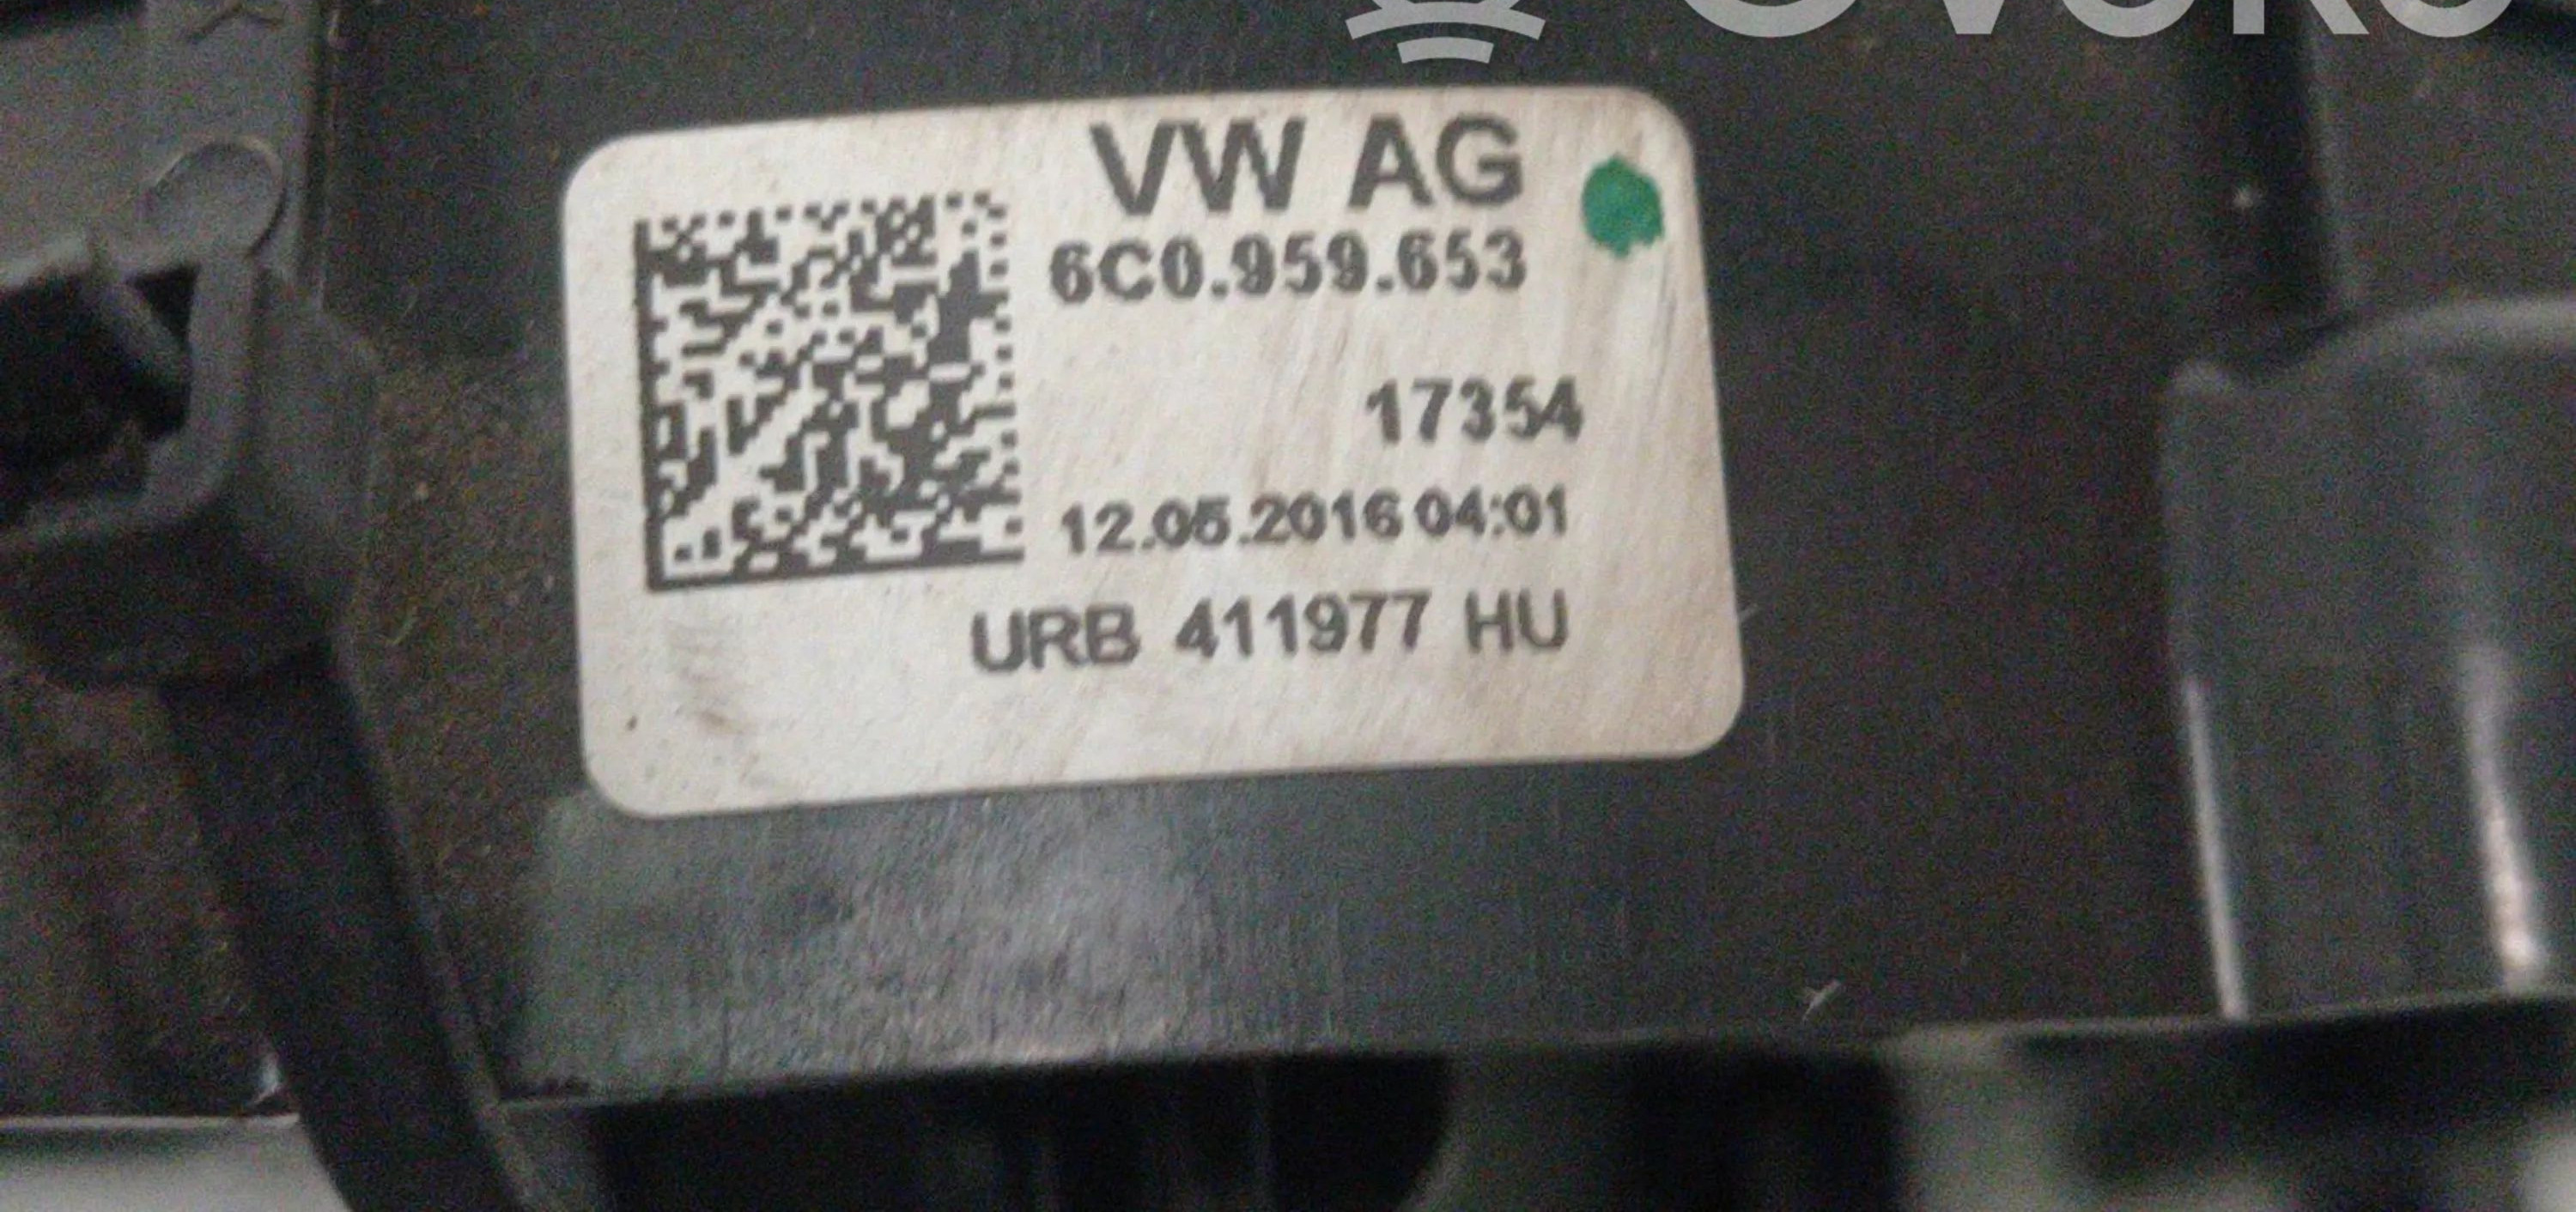 VW AG
6C0.959.653
17354
12.05.2016 04:01
URB 411977 HU